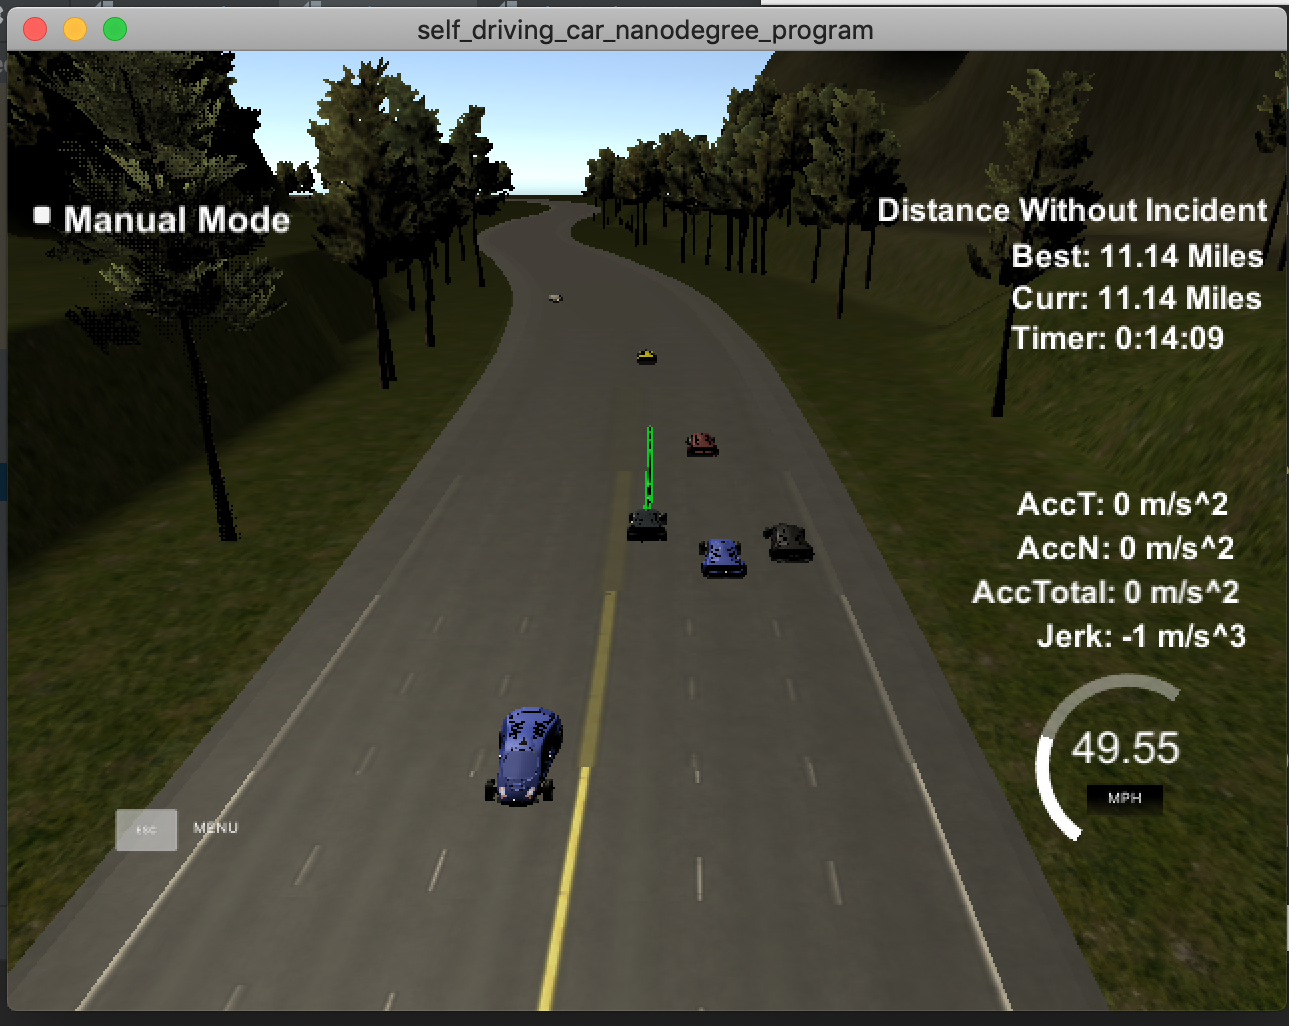 self_driving_car_nanodegree_program
Manual Mode
Distance Without Incident
Best: 11.14 Miles
Curr: 11.14 Miles
Timer: 0:14:09
AccT: 0 m/s^2
AccN: 0 m/s^2
AccTotal: 0 m/s^2
Jerk: -1 m/s^3
49.55
MPH
ESC MENU